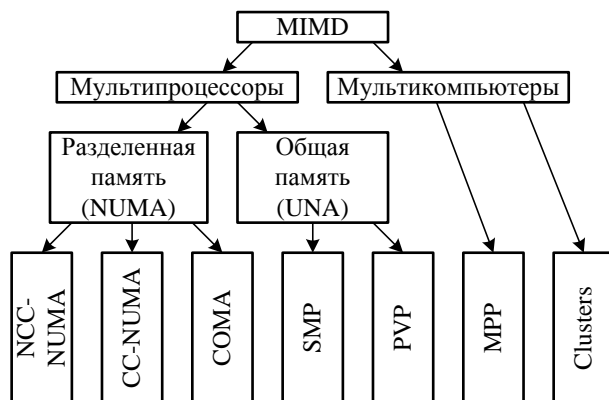 MIMD
Мультипроцессоры
Мультикомпьютеры
Разделенная
память
(NUMA)
Общая
память
(UNA)
NCC-
NUMA
CC-NUMA
COMA
SMP
PVP
MPP
Clusters